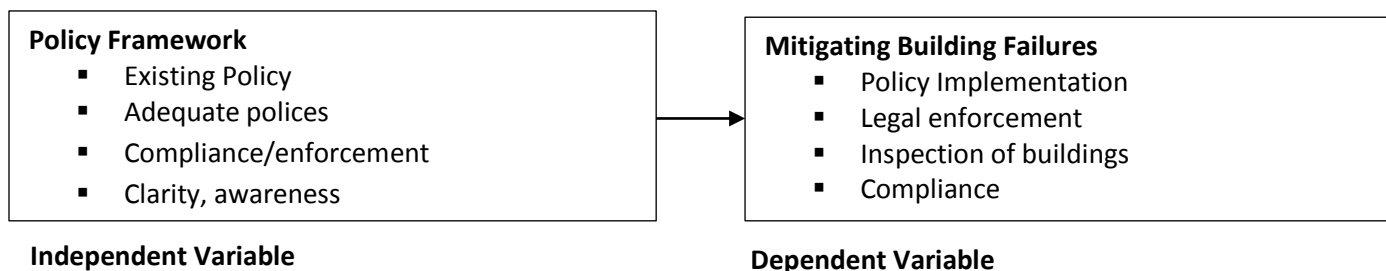 Policy Framework
▪ Existing Policy
▪ Adequate polices
▪ Compliance/enforcement
▪ Clarity, awareness
Independent Variable
Mitigating Building Failures
▪ Policy Implementation
▪ Legal enforcement
▪ Inspection of buildings
▪ Compliance
Dependent Variable